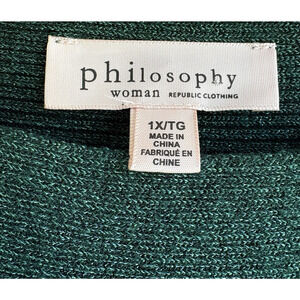 philosophy
woman REPUBLIC CLOTHING
1X/TG
MADE IN
CHINA
FABRIQUÉ EN
CHINE